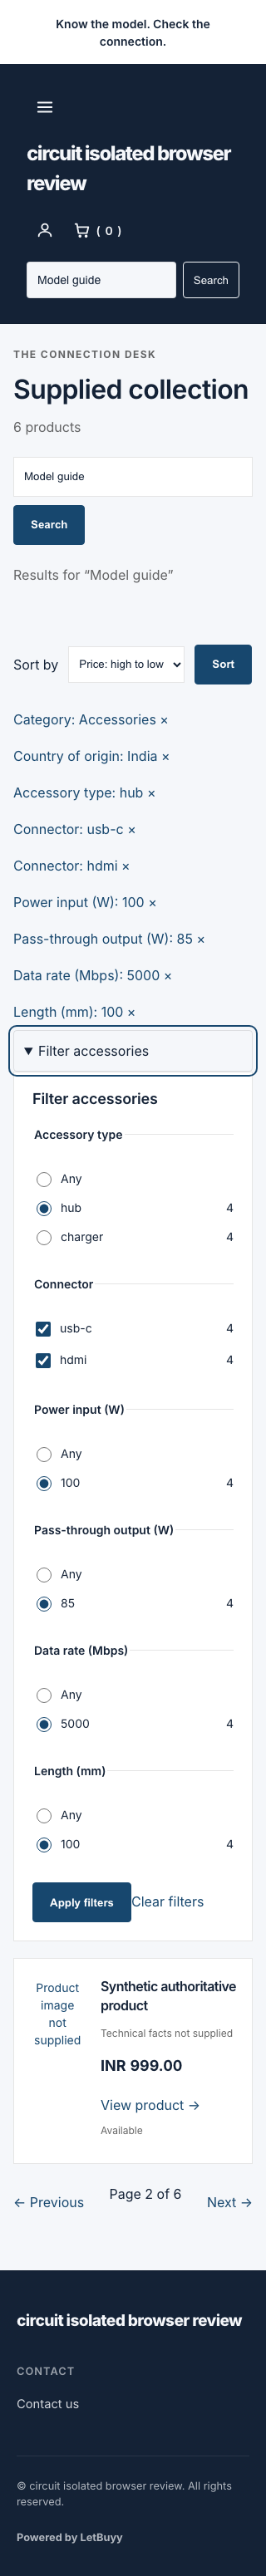 Know the model. Check the
connection.
circuit isolated browser
review
( 0 )
Model guide
Search
THE CONNECTION DESK
Supplied collection
6 products
Model guide
Search
Results for “Model guide”
Sort by
Price: high to low
Sort
Category: Accessories ×
Country of origin: India ×
Accessory type: hub ×
Connector: usb-c ×
Connector: hdmi ×
Power input (W): 100 ×
Pass-through output (W): 85 ×
Data rate (Mbps): 5000 ×
Length (mm): 100 ×
▼ Filter accessories
Filter accessories
Accessory type
Any
hub 4
charger 4
Connector
usb-c 4
hdmi 4
Power input (W)
Any
100 4
Pass-through output (W)
Any
85 4
Data rate (Mbps)
Any
5000 4
Length (mm)
Any
100 4
Apply filters
Clear filters
Product
image
not
supplied
Synthetic authoritative
product
Technical facts not supplied
INR 999.00
View product →
Available
← Previous
Page 2 of 6
Next →
circuit isolated browser review
CONTACT
Contact us
© circuit isolated browser review. All rights
reserved.
Powered by LetBuyy